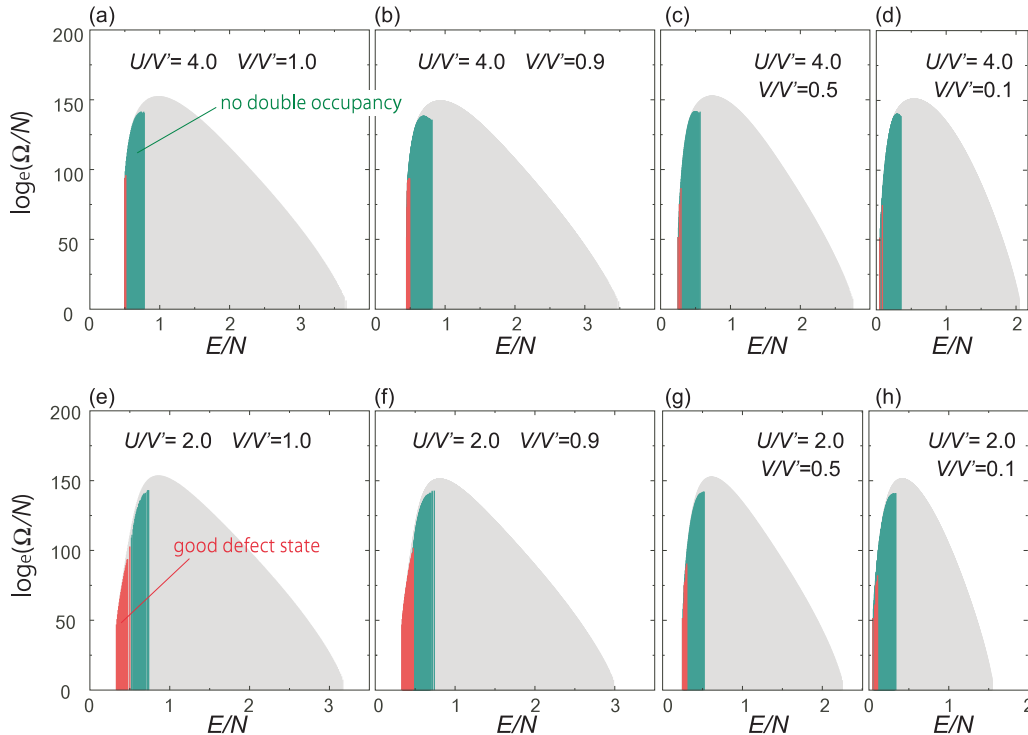 (a)
(b)
(c)
(d)
200
150
100
50
0
logₑ(Ω/N)
U/V'= 4.0 V/V'=1.0
U/V'= 4.0 V/V'=0.9
U/V'= 4.0
V/V'=0.5
U/V'= 4.0
V/V'=0.1
no double occupancy
0 1 2 3
0 1 2 3
0 1 2
0 1 2
E/N
E/N
E/N
E/N
(e)
(f)
(g)
(h)
200
150
100
50
0
logₑ(Ω/N)
U/V'= 2.0 V/V'=1.0
U/V'= 2.0 V/V'=0.9
U/V'= 2.0
V/V'=0.5
U/V'= 2.0
V/V'=0.1
good defect state
0 1 2 3
0 1 2 3
0 1 2
0 1 2
E/N
E/N
E/N
E/N